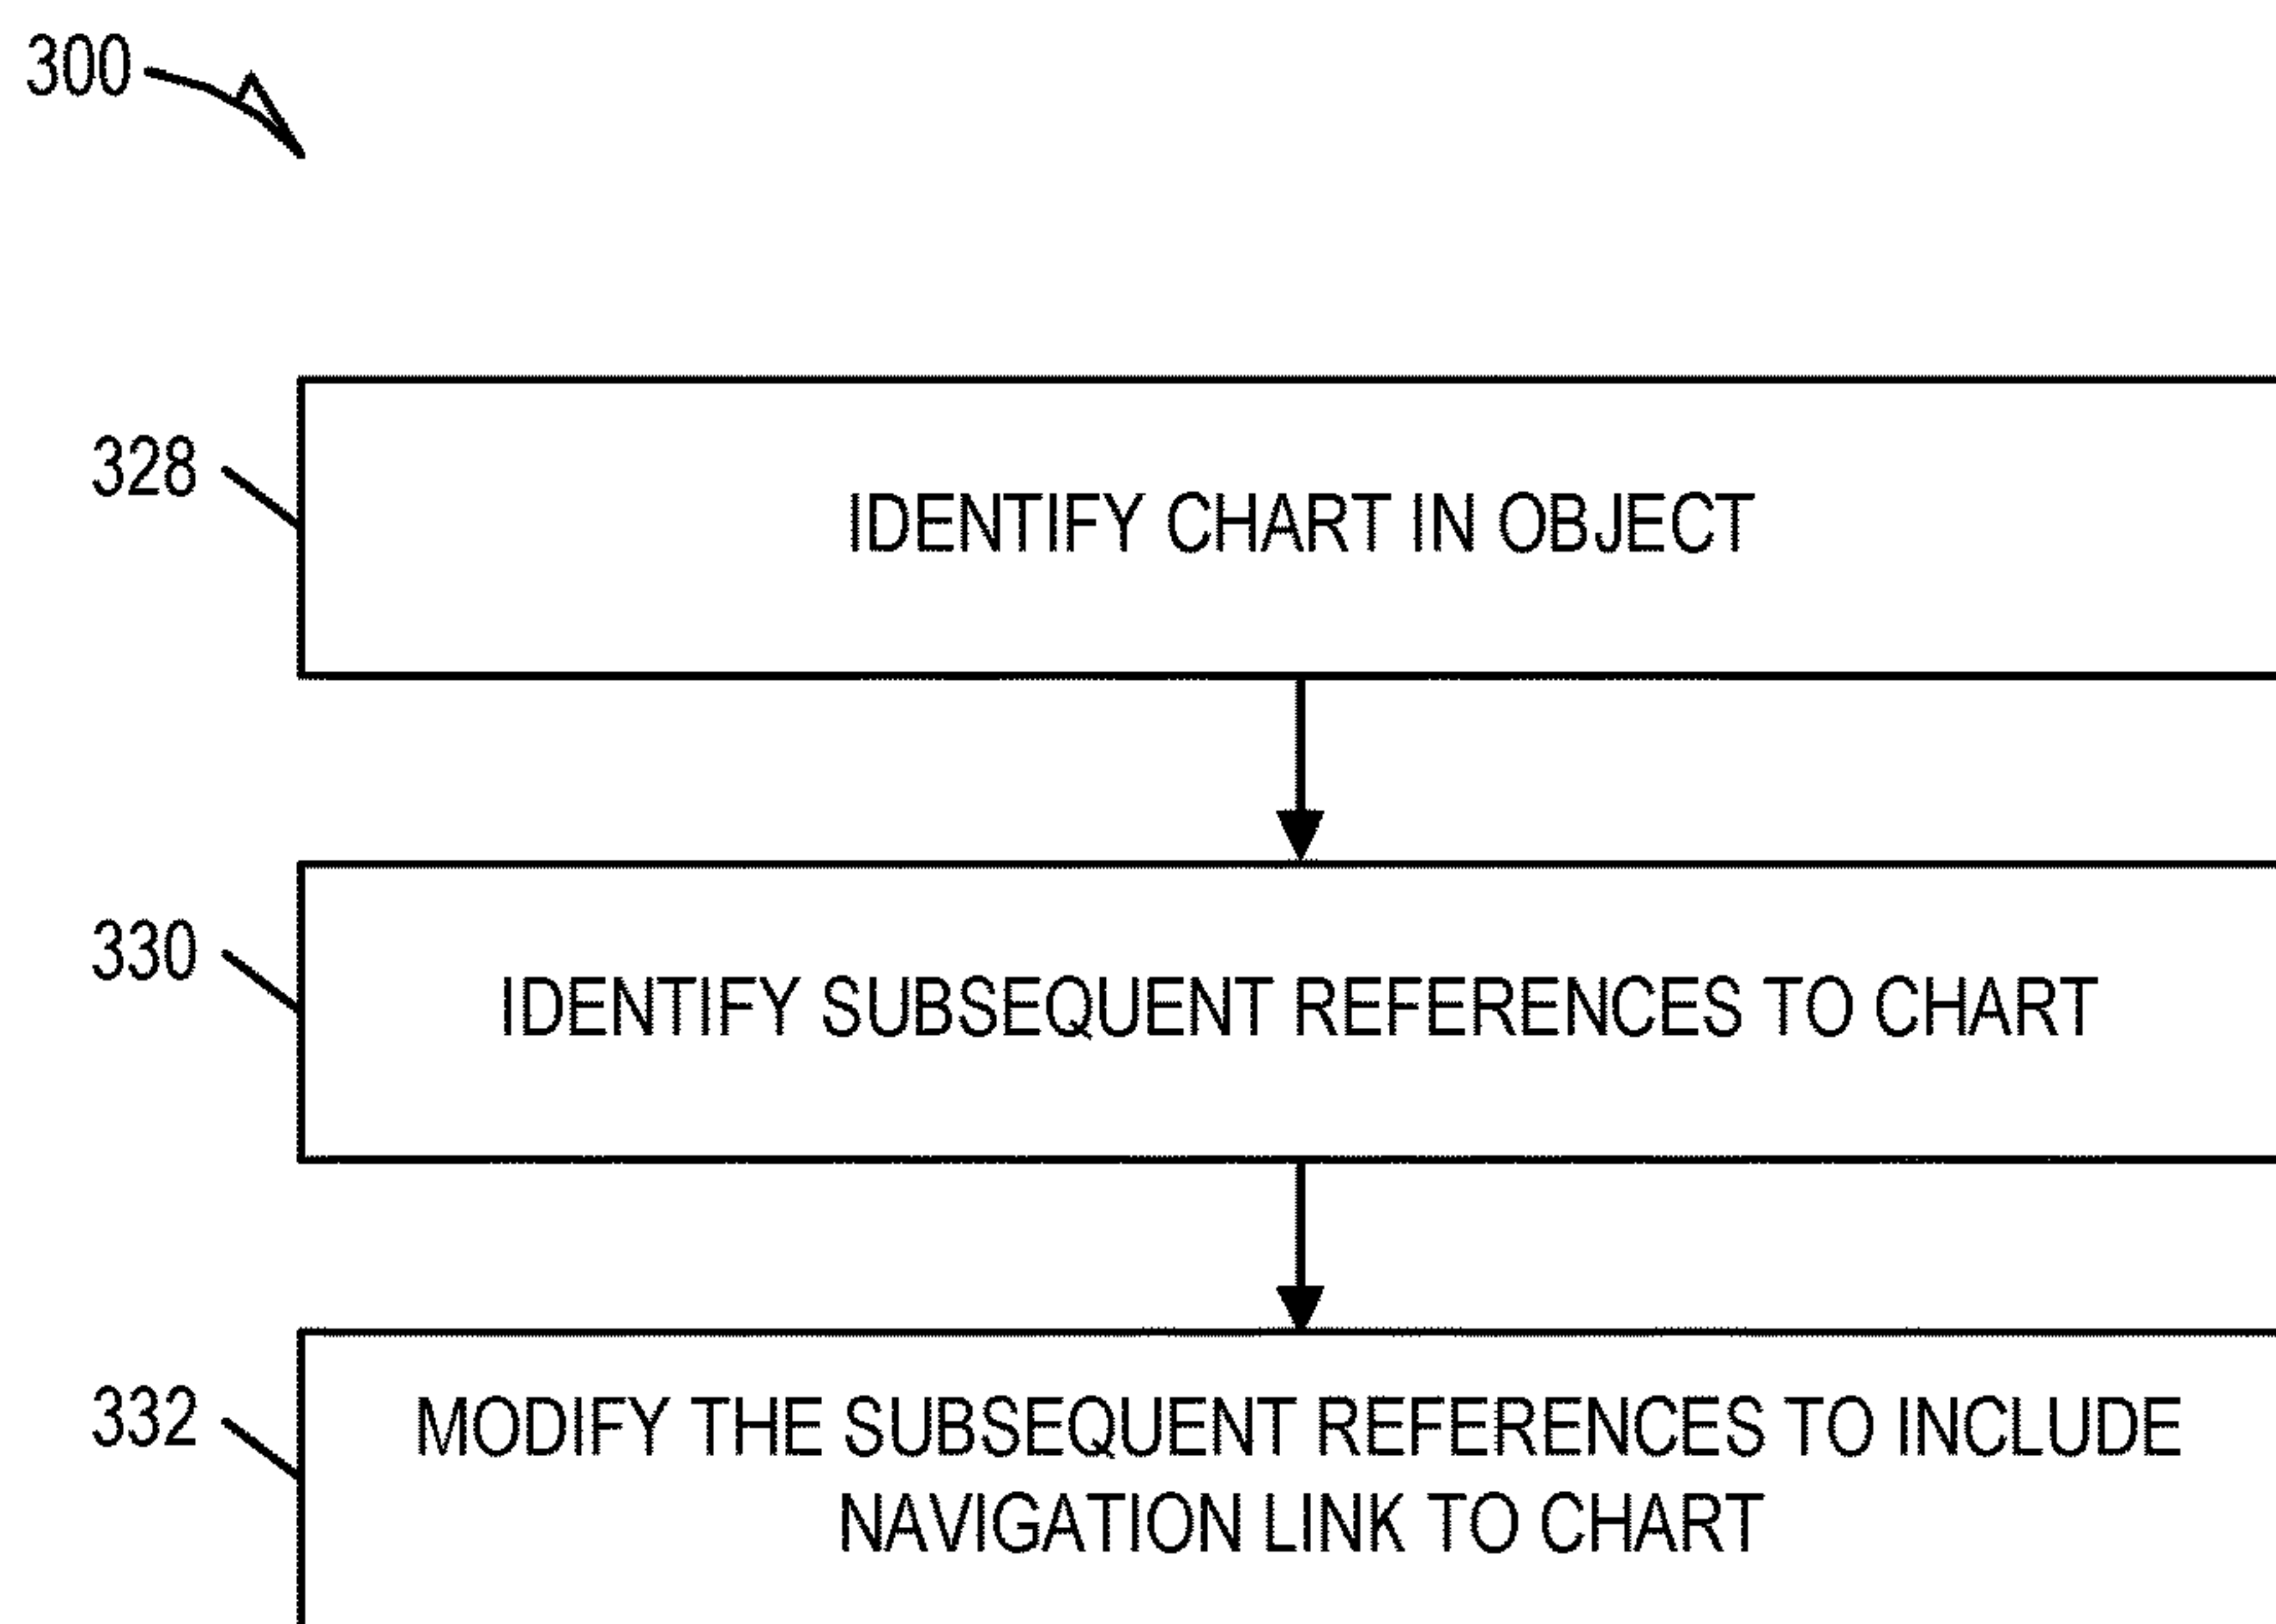 300
328
IDENTIFY CHART IN OBJECT
330
IDENTIFY SUBSEQUENT REFERENCES TO CHART
332
MODIFY THE SUBSEQUENT REFERENCES TO INCLUDE
NAVIGATION LINK TO CHART